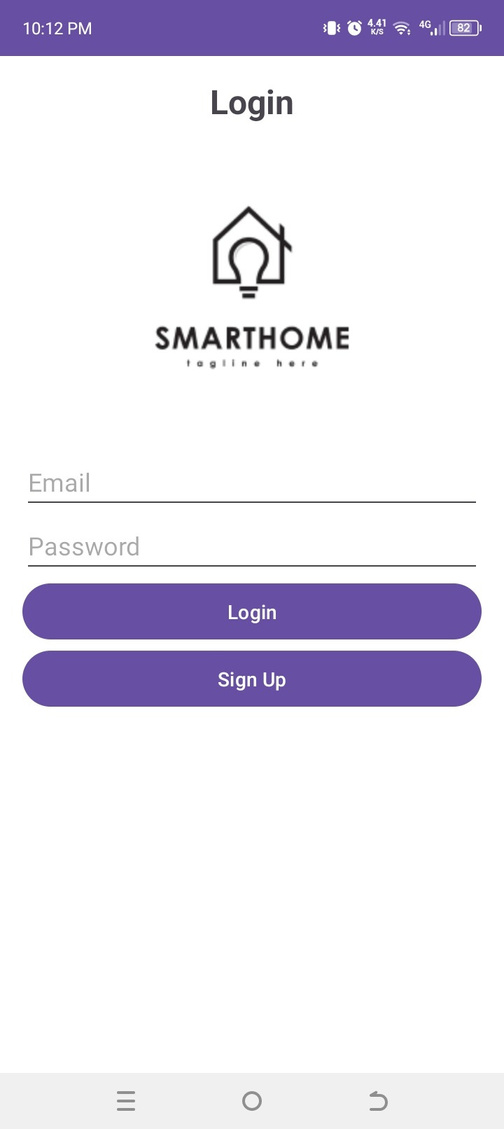 10:12 PM 4.41 K/S 4G 82
Login
SMARTHOME
tagline here
Email
Password
Login
Sign Up